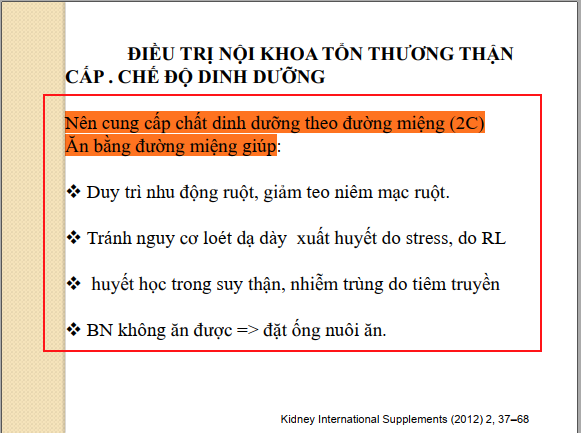 ĐIỀU TRỊ NỘI KHOA TỔN THƯƠNG THẬN
CẤP . CHẾ ĐỘ DINH DƯỠNG
Nên cung cấp chất dinh dưỡng theo đường miệng (2C)
Ăn bằng đường miệng giúp:
❖ Duy trì nhu động ruột, giảm teo niêm mạc ruột.
❖ Tránh nguy cơ loét dạ dày xuất huyết do stress, do RL
❖ huyết học trong suy thận, nhiễm trùng do tiêm truyền
❖ BN không ăn được => đặt ống nuôi ăn.
Kidney International Supplements (2012) 2, 37–68